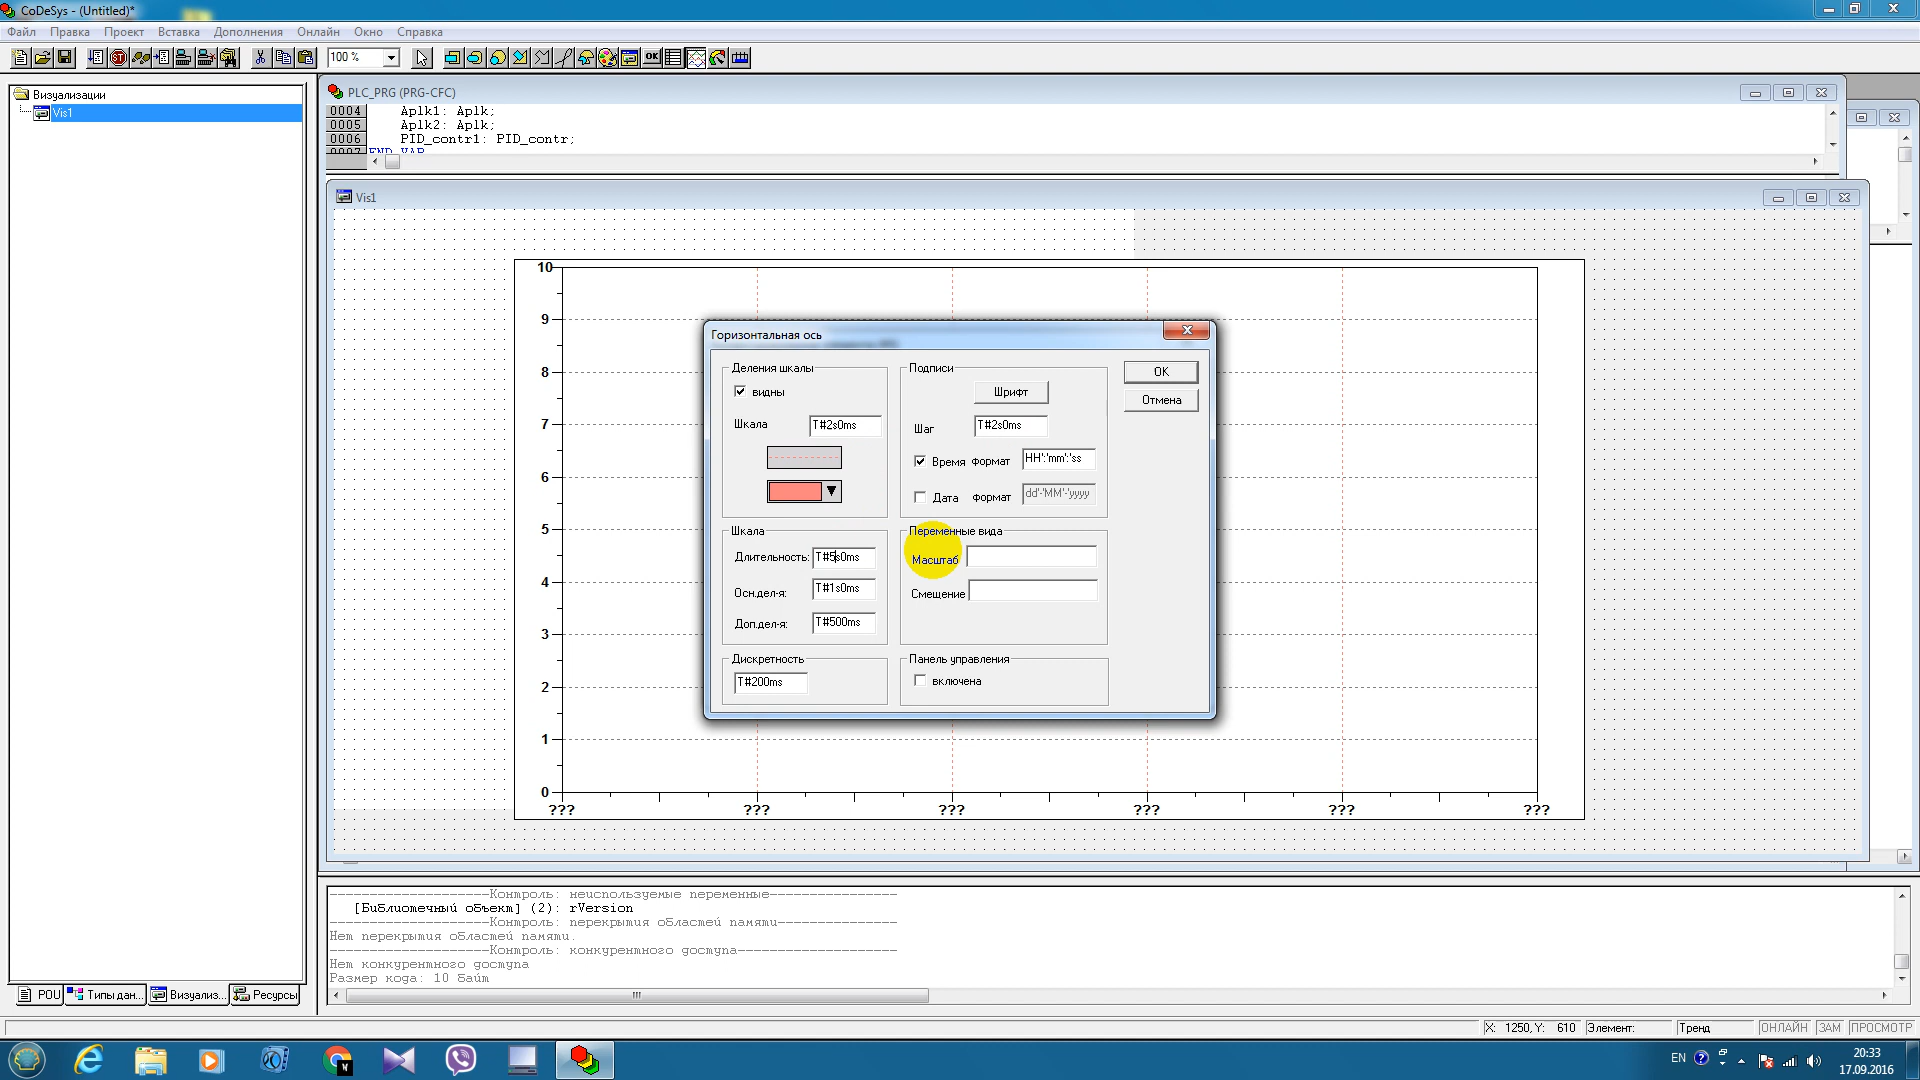 CoDeSys - (Untitled)*
Файл Правка Проект Вставка Дополнения Онлайн Окно Справка
100 %
OK
Визуализации
Vis1
PLC_PRG (PRG-CFC)
0004 Aplk1: Aplk;
0005 Aplk2: Aplk;
0006 PID_contr1: PID_contr;
0007 END_VAR
Vis1
10
9
8
7
6
5
4
3
2
1
0
??? ??? ??? ??? ??? ???
Горизонтальная ось
Деления шкалы
видны
Шкала T#2s0ms
Подписи
Шрифт
Шаг T#2s0ms
Время формат HH':'mm':'ss
Дата формат dd'-'MM'-'yyyy
OK
Отмена
Шкала
Длительность: T#5s0ms
Осн.дел-я: T#1s0ms
Доп.дел-я: T#500ms
Переменные вида
Масштаб
Смещение
Дискретность
T#200ms
Панель управления
включена
Контроль: неиспользуемые переменные
[Библиотечный объект] (2): rVersion
Контроль: перекрытия областей памяти
Нет перекрытия областей памяти.
Контроль: конкурентного доступа
Нет конкурентного доступа
Размер кода: 10 байт
POU Типы дан... Визуализ... Ресурсы
X: 1250, Y: 610 Элемент: Тренд ОНЛАЙН ЗАМ ПРОСМОТР
EN
20:33
17.09.2016